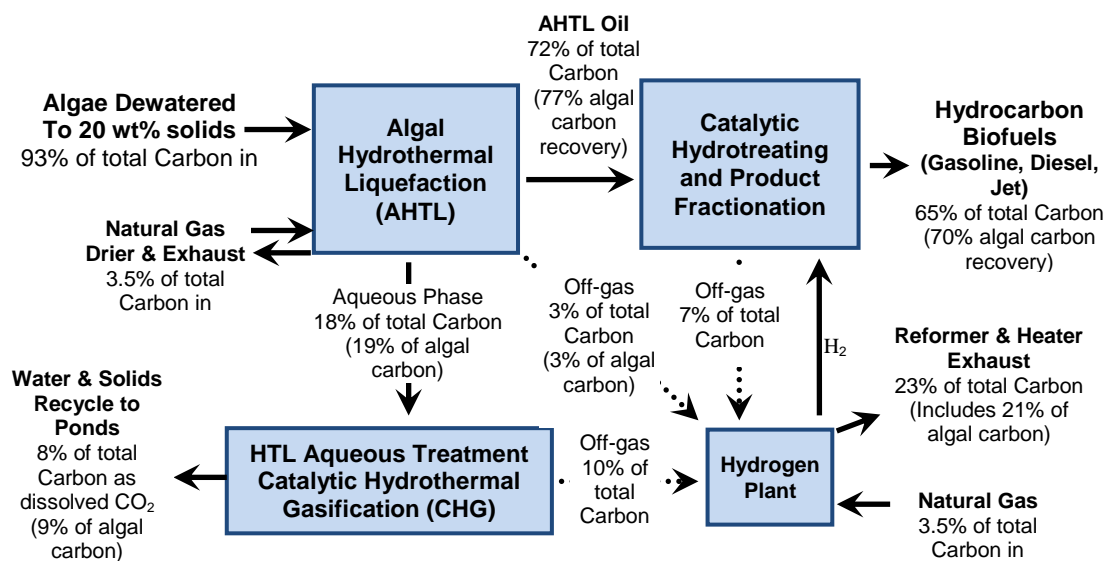 Algae Dewatered
To 20 wt% solids
93% of total Carbon in
Natural Gas
Drier & Exhaust
3.5% of total
Carbon in
Algal
Hydrothermal
Liquefaction
(AHTL)
AHTL Oil
72% of total
Carbon
(77% algal
carbon
recovery)
Catalytic
Hydrotreating
and Product
Fractionation
Hydrocarbon
Biofuels
(Gasoline, Diesel,
Jet)
65% of total Carbon
(70% algal carbon
recovery)
Aqueous Phase
18% of total Carbon
(19% of algal
carbon)
Off-gas
3% of total
Carbon
(3% of algal
carbon)
Off-gas
7% of total
Carbon
H2
Reformer & Heater
Exhaust
23% of total Carbon
(Includes 21% of
algal carbon)
Water & Solids
Recycle to
Ponds
8% of total
Carbon as
dissolved CO2
(9% of algal
carbon)
HTL Aqueous Treatment
Catalytic Hydrothermal
Gasification (CHG)
Off-gas
10% of
total
Carbon
Hydrogen
Plant
Natural Gas
3.5% of total
Carbon in